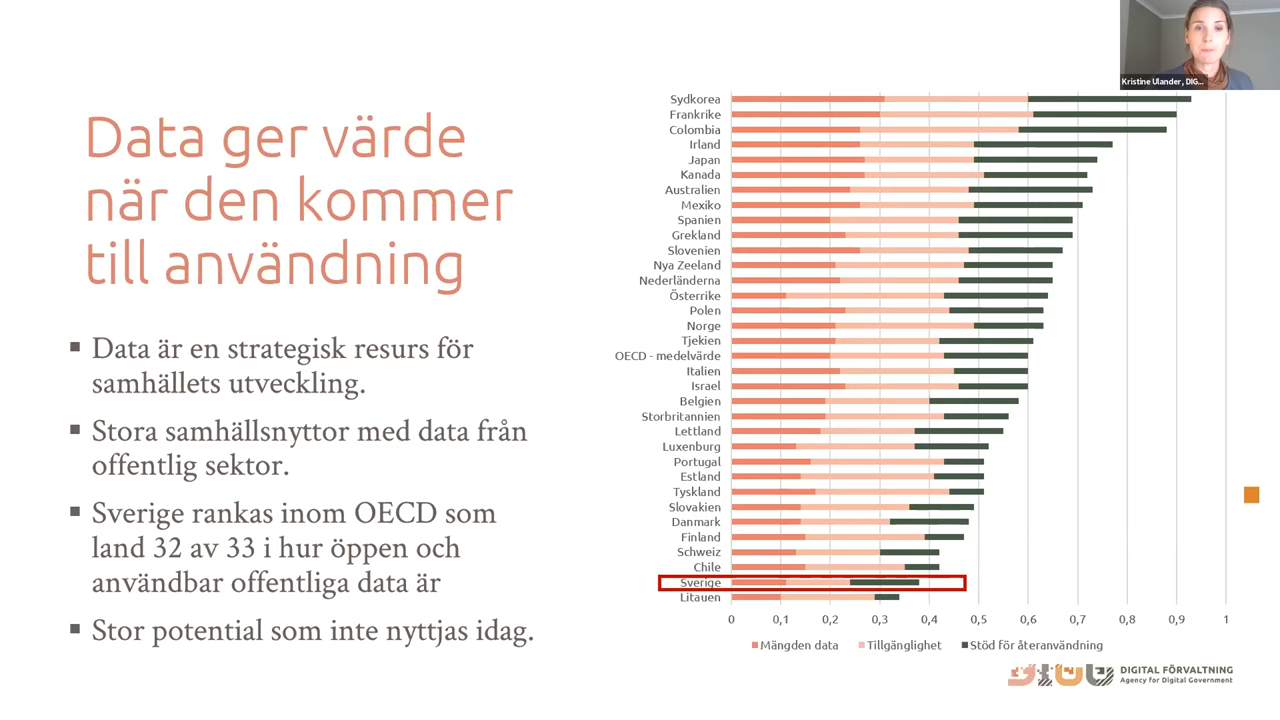 Kristine Ulander, DIG...
Data ger värde
när den kommer
till användning
▪ Data är en strategisk resurs för
samhällets utveckling.
▪ Stora samhällsnyttor med data från
offentlig sektor.
▪ Sverige rankas inom OECD som
land 32 av 33 i hur öppen och
användbar offentliga data är
▪ Stor potential som inte nyttjas idag.
Sydkorea
Frankrike
Colombia
Irland
Japan
Kanada
Australien
Mexiko
Spanien
Grekland
Slovenien
Nya Zeeland
Nederländerna
Österrike
Polen
Norge
Tjekien
OECD - medelvärde
Italien
Israel
Belgien
Storbritannien
Lettland
Luxenburg
Portugal
Estland
Tyskland
Slovakien
Danmark
Finland
Schweiz
Chile
Sverige
Litauen
0 0,1 0,2 0,3 0,4 0,5 0,6 0,7 0,8 0,9 1
Mängden data Tillgänglighet Stöd för återanvändning
DIGG
DIGITAL FÖRVALTNING
Agency for Digital Government